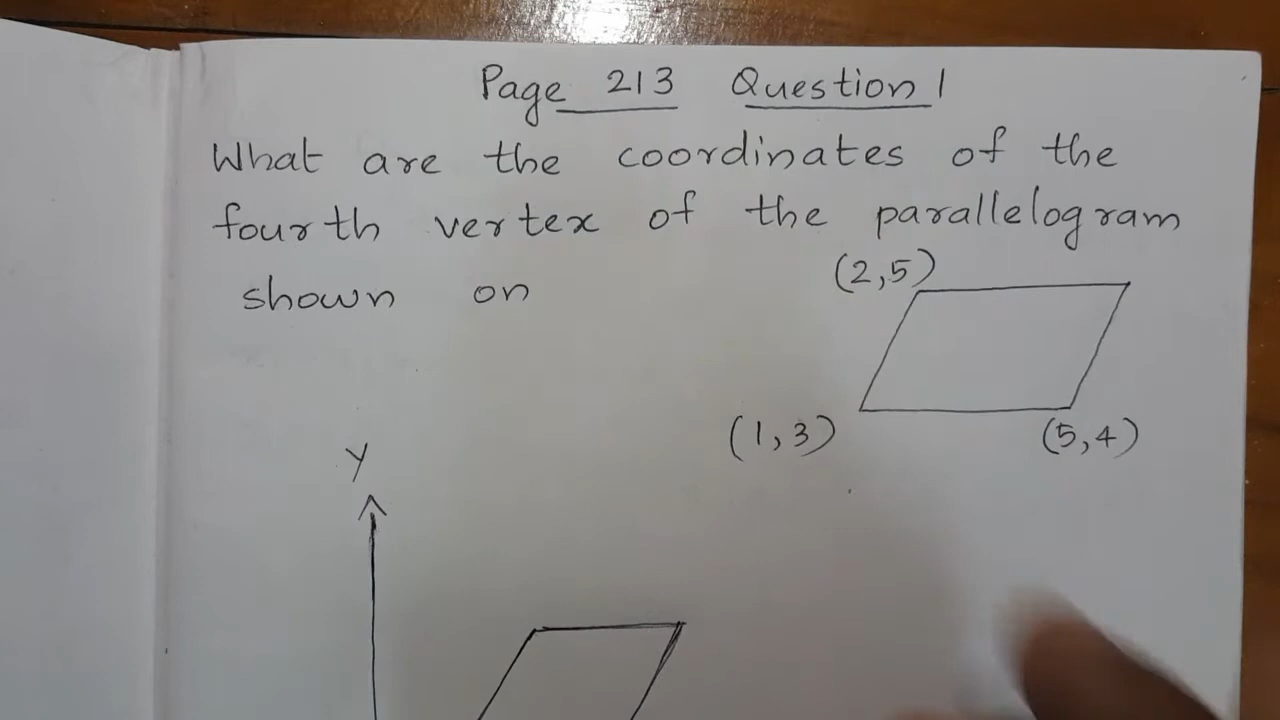 Page 213 Question 1
What are the coordinates of the
fourth vertex of the parallelogram
shown on
(2,5)
(1,3)
(5,4)
Y